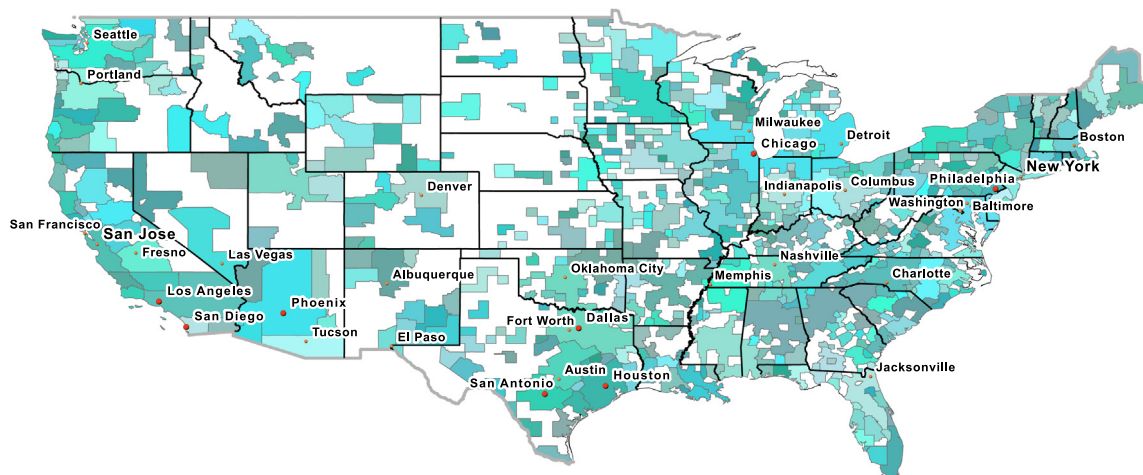 Seattle
Portland
Milwaukee
Detroit
Chicago
Boston
New York
Denver
Indianapolis
Columbus
Philadelphia
Washington
Baltimore
San Francisco
San Jose
Fresno
Las Vegas
Nashville
Albuquerque
Oklahoma City
Memphis
Charlotte
Los Angeles
Phoenix
San Diego
Fort Worth
Dallas
Tucson
El Paso
Jacksonville
Austin
San Antonio
Houston